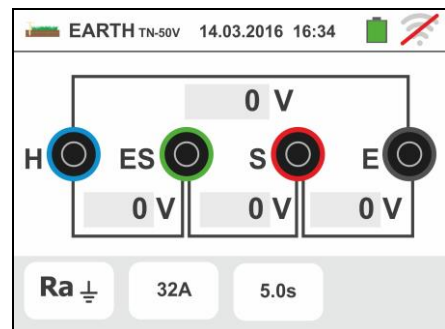 EARTH TN-50V 14.03.2016 16:34
0 V
H ES S E
0 V 0 V 0 V
Ra 32A 5.0s